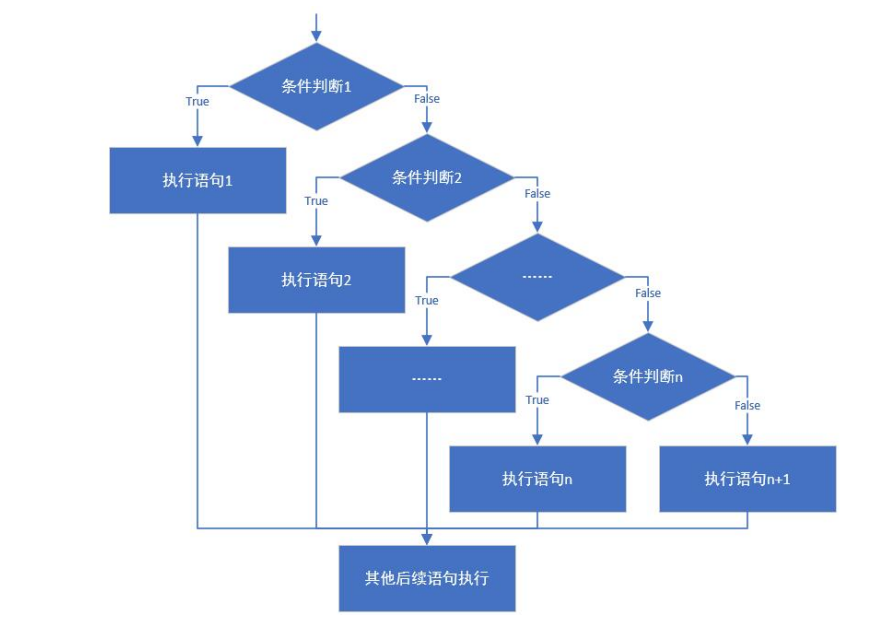 条件判断1
True
False
执行语句1
条件判断2
True
False
执行语句2
------
True
False
------
条件判断n
True
False
执行语句n
执行语句n+1
其他后续语句执行